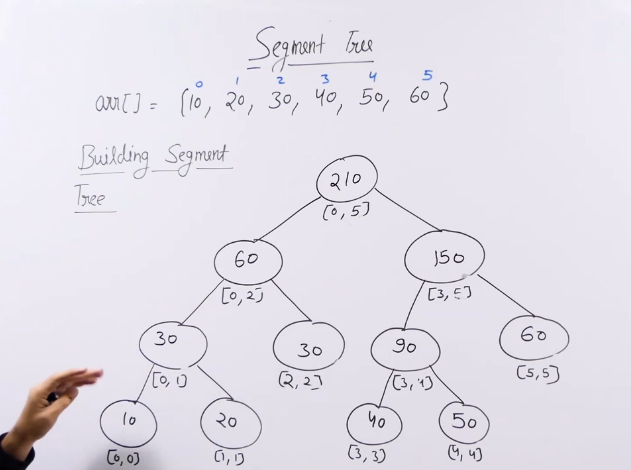 Segment Tree
0 1 2 3 4 5
arr[] = {10, 20, 30, 40, 50, 60}
Building Segment
Tree
210
[0, 5]
60 150
[0, 2] [3, 5]
30 30 90 60
[0, 1] [2, 2] [3, 4] [5, 5]
10 20 40 50
[0, 0] [1, 1] [3, 3] [4, 4]